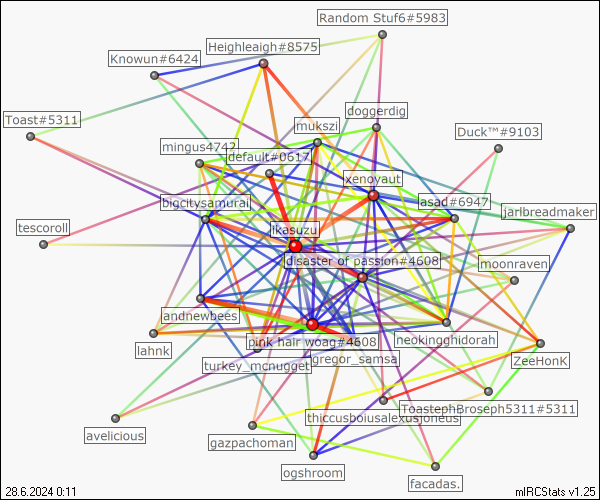 Random Stuf6#5983
Heighleaigh#8575
Knowun#6424
doggerdig
Toast#5311
mukszi
Duck™#9103
mingus4742
default#0617
xenoyaut
bigcitysamurai
asad#6947
jarlbreadmaker
tescoroll
likasuzu
disaster of passion#4608
moonraven
andnewbees
neokingghidorah
pink hair woag#4608
lahnk
gregor_samsa
ZeeHonK
turkey_mcnugget
ToastephBroseph5311#5311
thiccusboiusalexusjoneus
avelicious
gazpachoman
ogshroom
facadas.
28.6.2024 0:11
mIRCStats v1.25